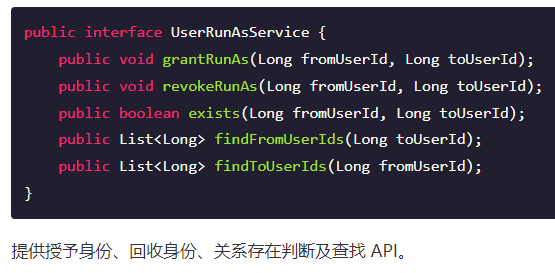 public interface UserRunAsService {
    public void grantRunAs(Long fromUserId, Long toUserId);
    public void revokeRunAs(Long fromUserId, Long toUserId);
    public boolean exists(Long fromUserId, Long toUserId);
    public List<Long> findFromUserIds(Long toUserId);
    public List<Long> findToUserIds(Long fromUserId);
}
提供授予身份、回收身份、关系存在判断及查找 API。